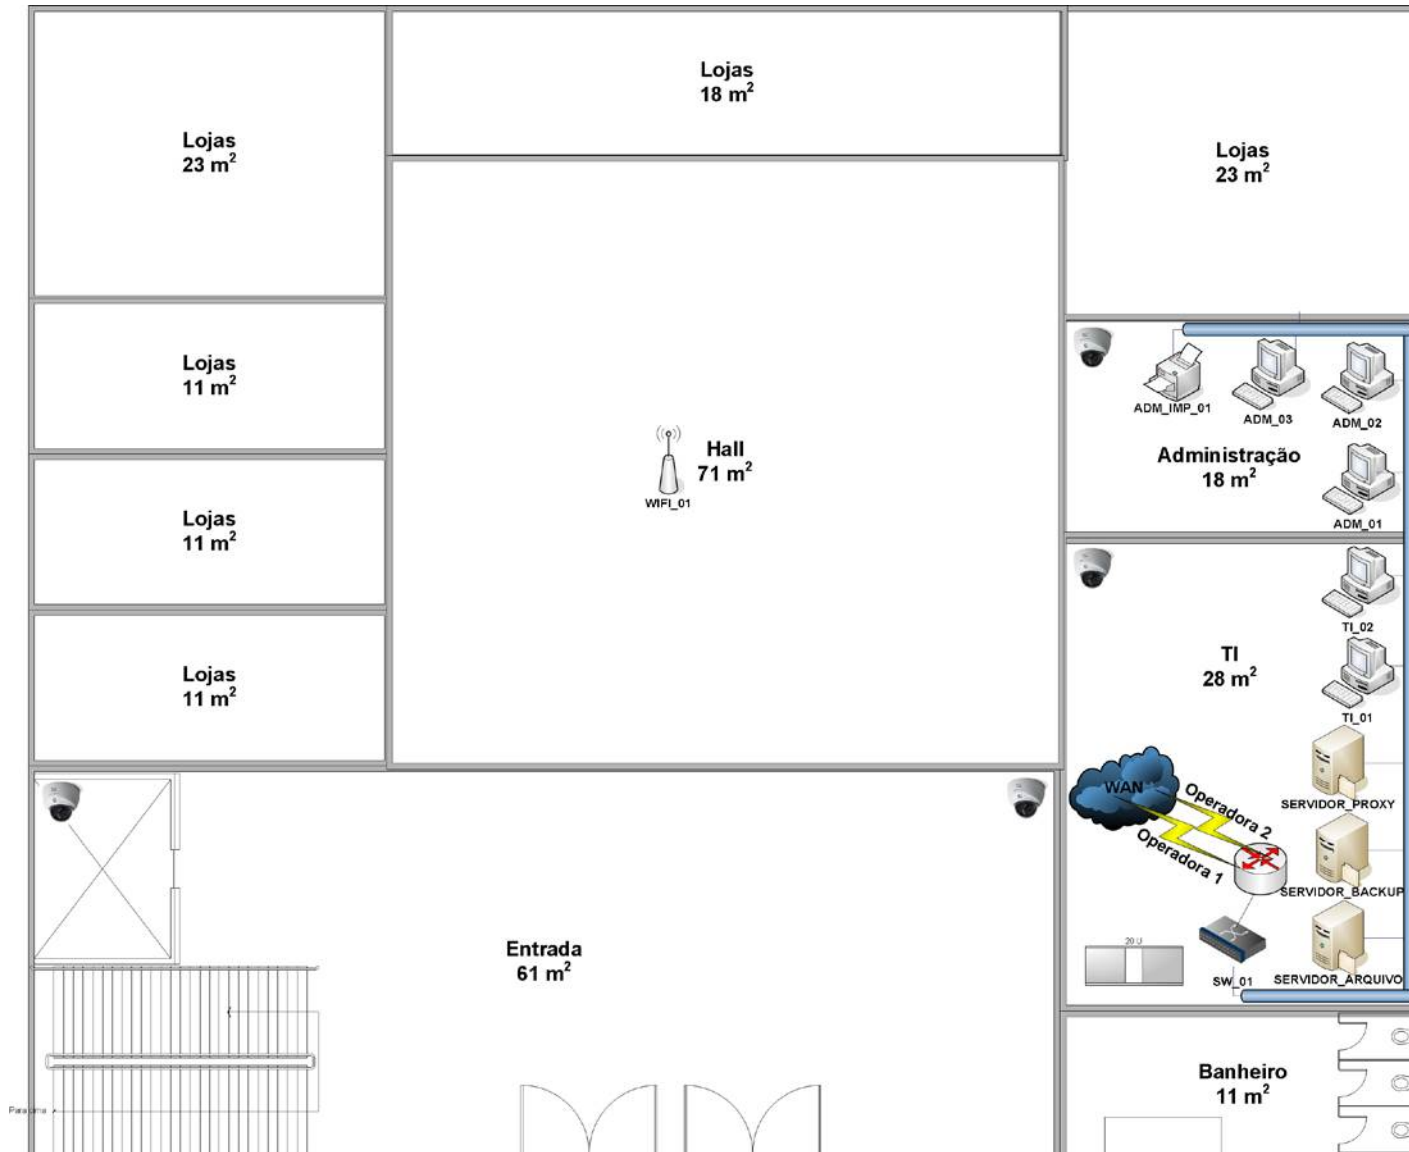 Lojas
18 m²
Lojas
23 m²
Lojas
23 m²
Lojas
11 m²
ADM_IMP_01
ADM_03
ADM_02
Administração
18 m²
Hall
71 m²
WIFI_01
ADM_01
Lojas
11 m²
TI_02
TI
28 m²
Lojas
11 m²
TI_01
WAN
Operadora 2
Operadora 1
SERVIDOR_PROXY
SERVIDOR_BACKUP
Entrada
61 m²
20 U
SW_01
SERVIDOR_ARQUIVO
Banheiro
11 m²